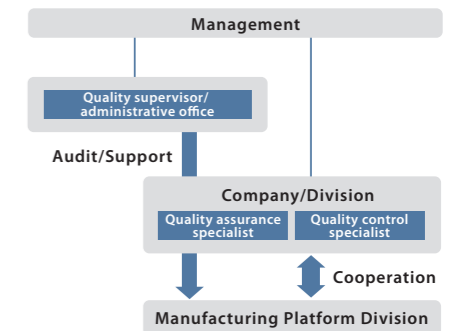 Management
Quality supervisor/
administrative office
Audit/Support
Company/Division
Quality assurance
specialist
Quality control
specialist
Cooperation
Manufacturing Platform Division